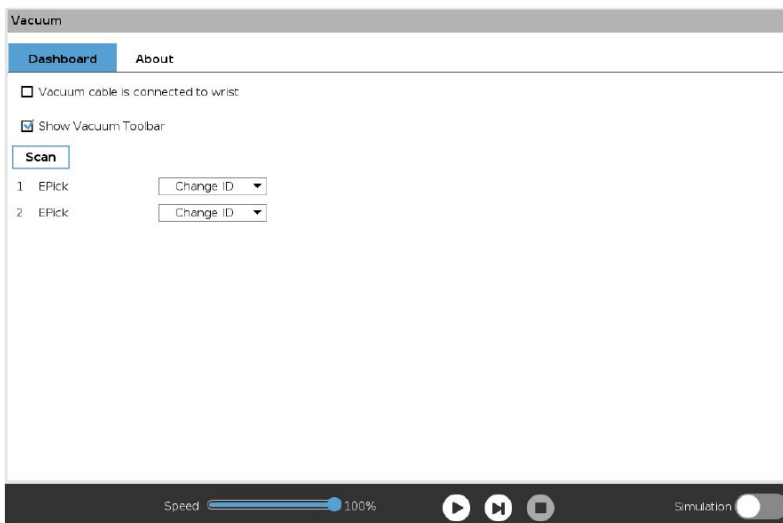 Vacuum
Dashboard About
Vacuum cable is connected to wrist
Show Vacuum Toolbar
Scan
1 EPick Change ID
2 EPick Change ID
Speed 100% Simulation